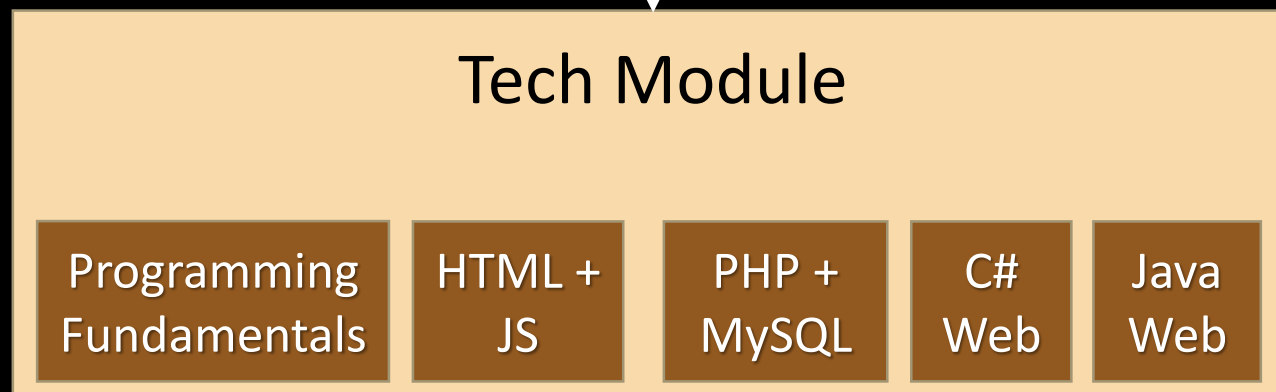 Tech Module
Programming
Fundamentals
HTML +
JS
PHP +
MySQL
C#
Web
Java
Web